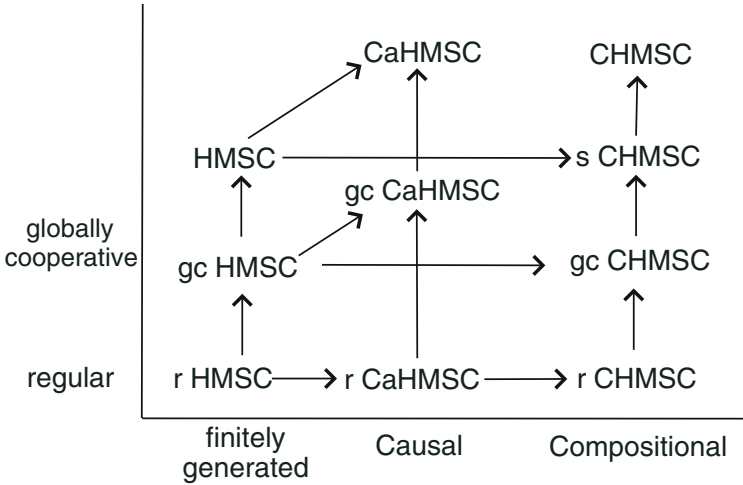 CaHMSC
CHMSC
HMSC
s CHMSC
gc CaHMSC
globally
cooperative
gc HMSC
gc CHMSC
regular
r HMSC
r CaHMSC
r CHMSC
finitely
generated
Causal
Compositional